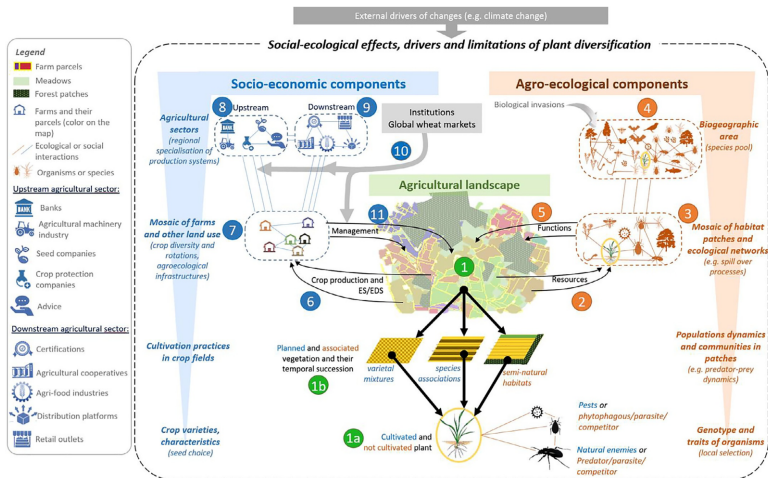 External drivers of changes (e.g. climate change)
Social-ecological effects, drivers and limitations of plant diversification
Legend
Farm parcels
Meadows
Forest patches
Farms and their
parcels (color on the
map)
Ecological or social
interactions
Organisms or species
Upstream agricultural sector:
Banks
Agricultural machinery
industry
Seed companies
Crop protection
companies
Advice
Downstream agricultural sector:
Certifications
Agricultural cooperatives
Agri-food industries
Distribution platforms
Retail outlets
Socio-economic components
Agro-ecological components
8
Upstream
Downstream
9
BANK
Agricultural
sectors
(regional
specialisation of
production systems)
Institutions
Global wheat markets
10
Biological invasions
4
Biogeographic
area
(species pool)
Agricultural landscape
Mosaic of farms
and other land use
(crop diversity and
rotations,
agroecological
infrastructures)
7
11
Management
5
Functions
3
Mosaic of habitat
patches and
ecological networks
(e.g. spill over
processes)
1
Crop production and
ES/EDS
6
Resources
2
Cultivation practices
in crop fields
Planned and associated
vegetation and their
temporal succession
1b
varietal
mixtures
species
associations
semi-natural
habitats
Populations dynamics
and communities in
patches
(e.g. predator-prey
dynamics)
Crop varieties,
characteristics
(seed choice)
1a
Cultivated and
not cultivated plant
Pests or
phytophagous/parasite/
competitor
Natural enemies or
Predator/parasite/
competitor
Genotype and
traits of organisms
(local selection)